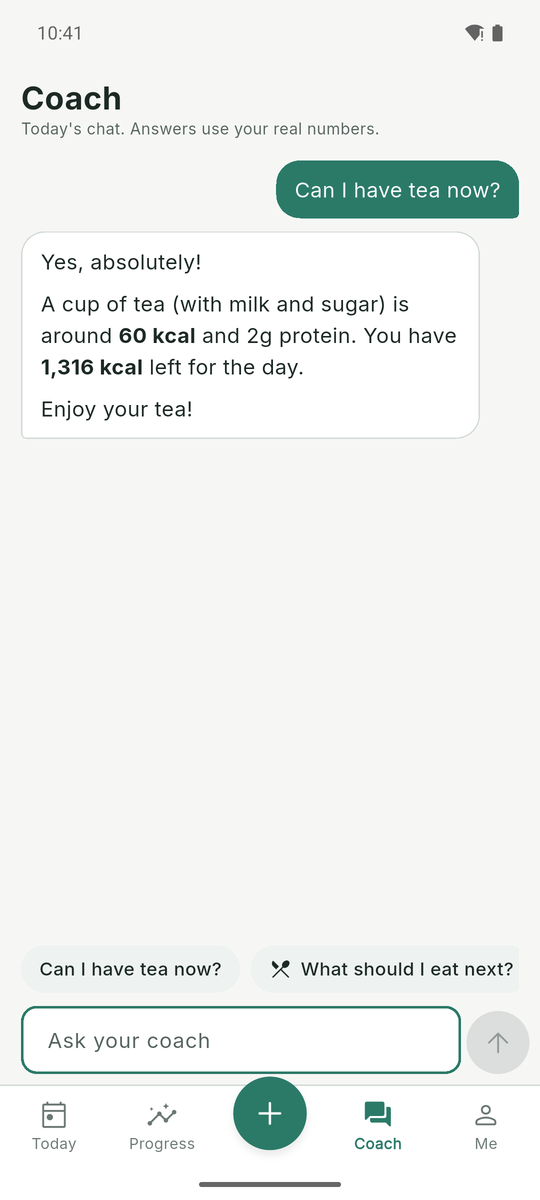 10:41
Coach
Today's chat. Answers use your real numbers.
Can I have tea now?
Yes, absolutely!
A cup of tea (with milk and sugar) is
around 60 kcal and 2g protein. You have
1,316 kcal left for the day.
Enjoy your tea!
Can I have tea now?
What should I eat next?
Ask your coach
Today
Progress
Coach
Me